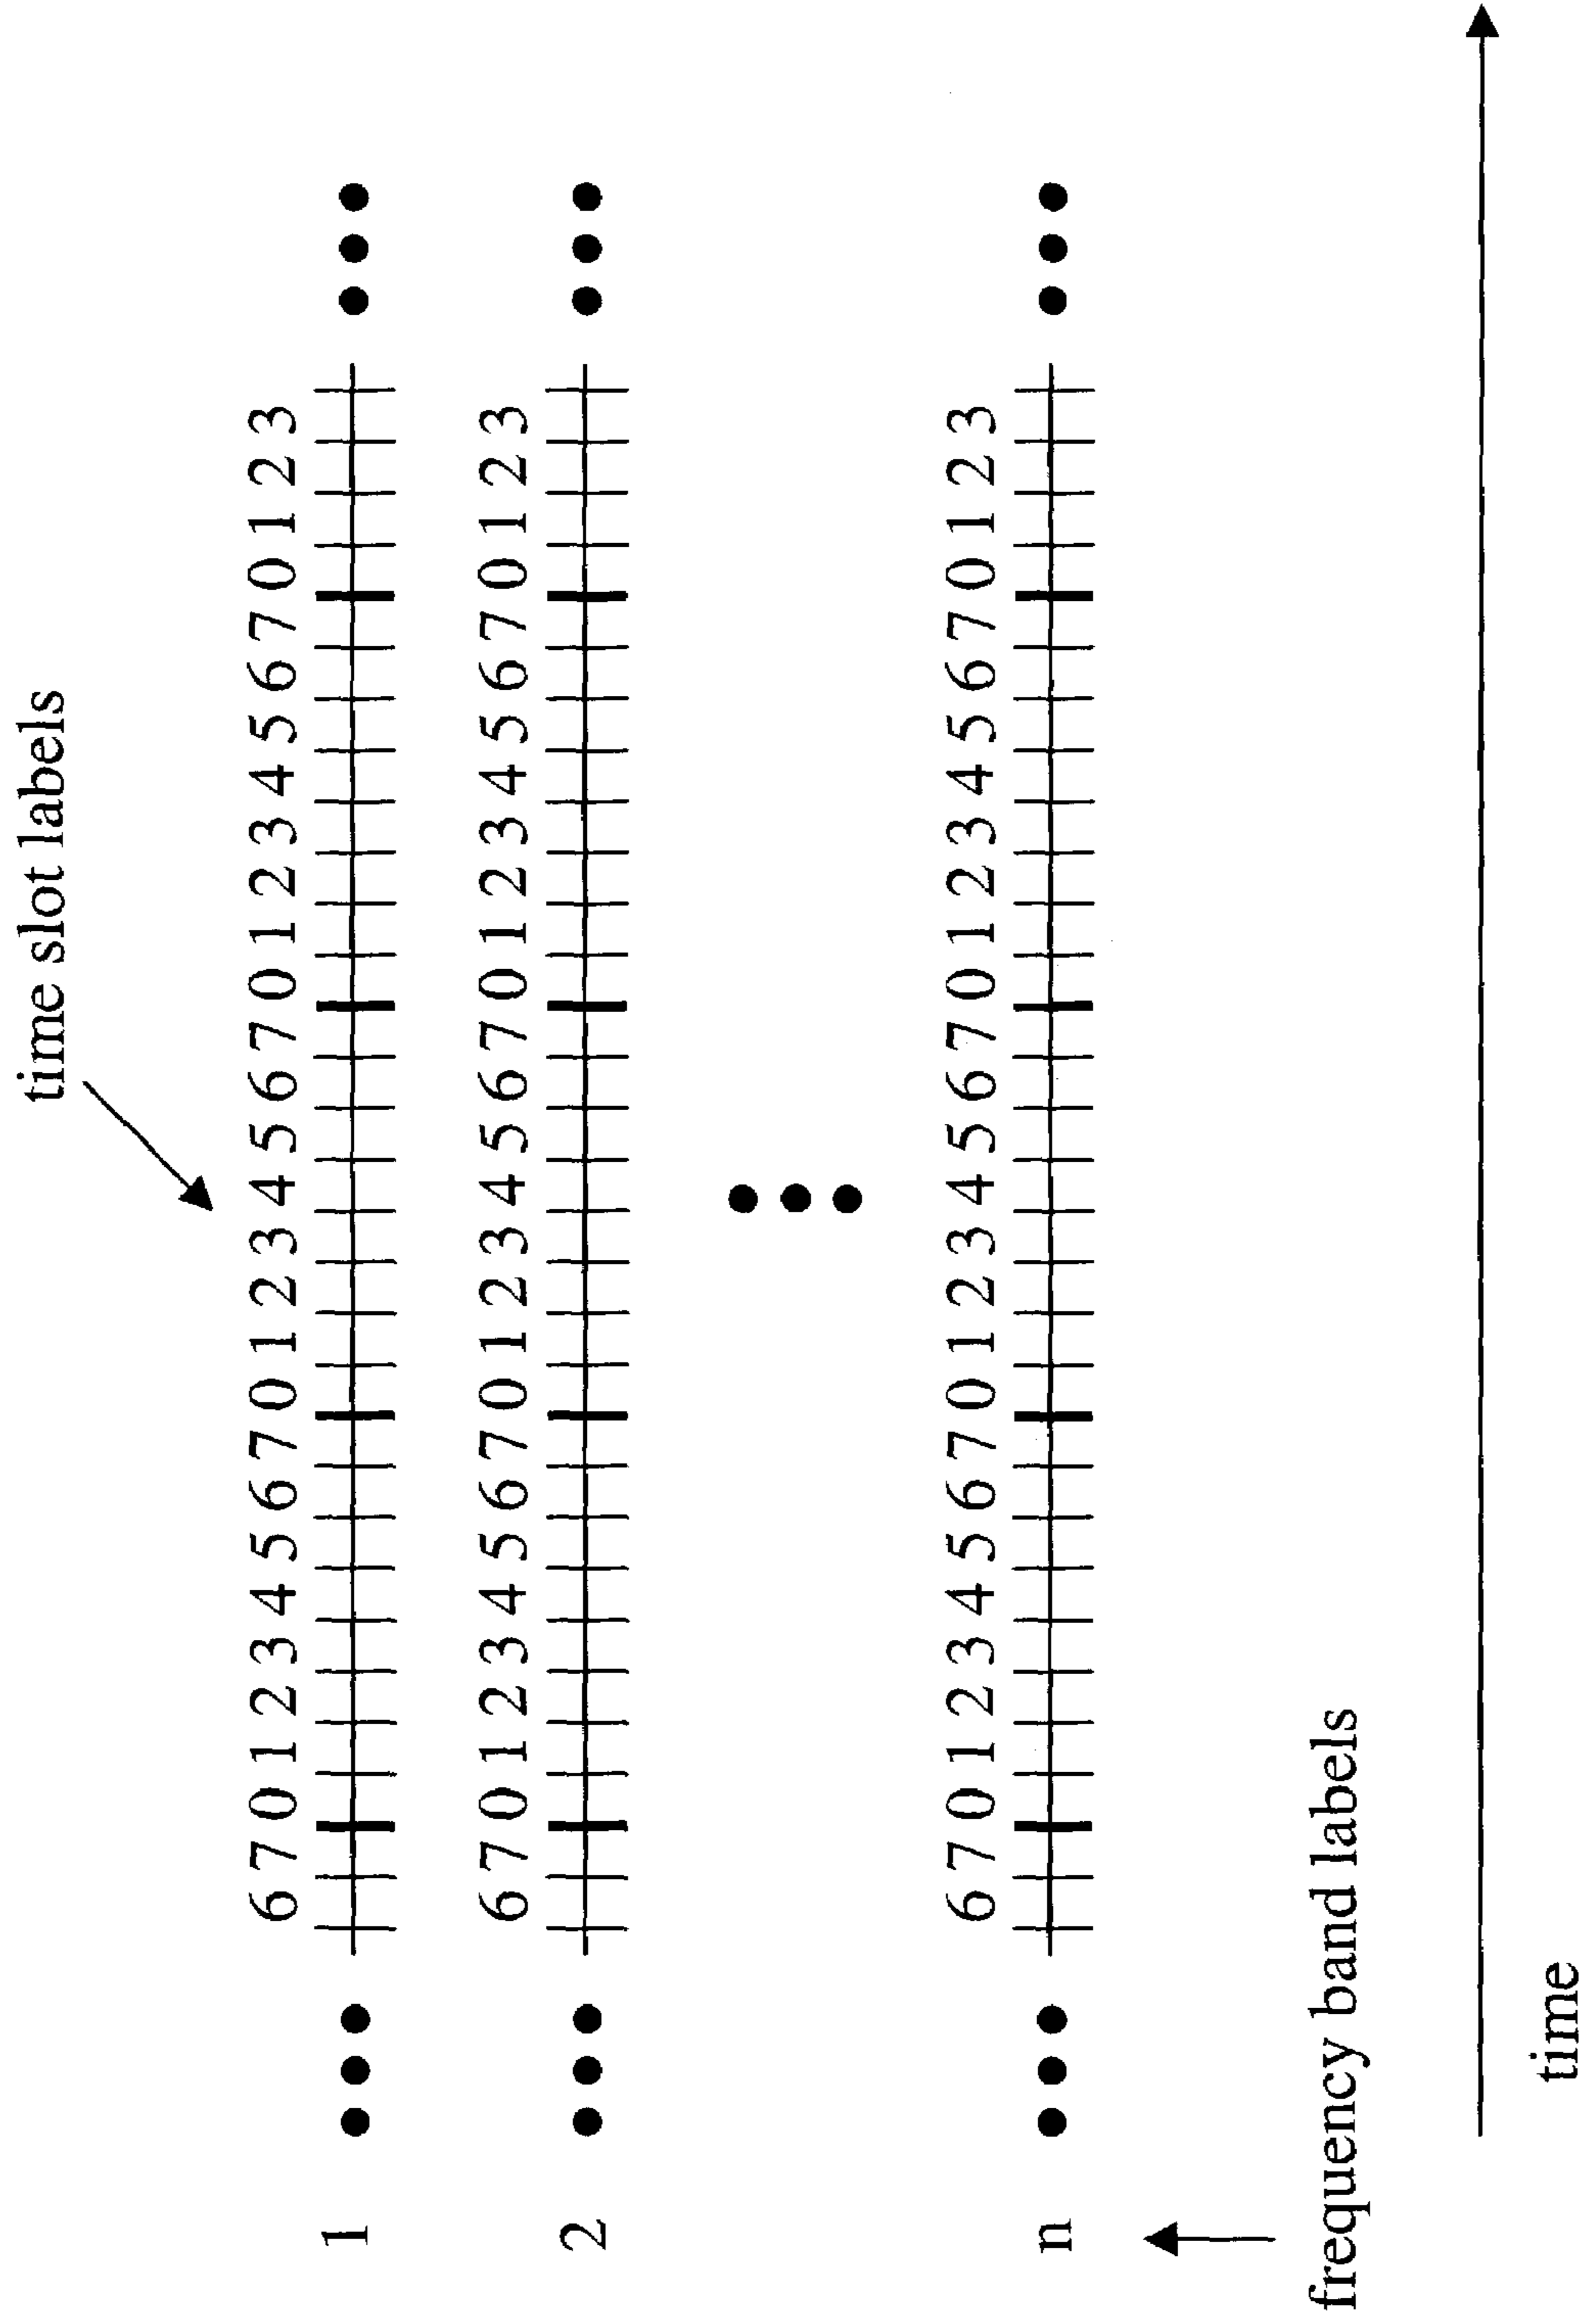 time slot labels
6 7 0 1 2 3 4 5 6 7 0 1 2 3 4 5 6 7 0 1 2 3 4 5 6 7 0 1 2 3
1
6 7 0 1 2 3 4 5 6 7 0 1 2 3 4 5 6 7 0 1 2 3 4 5 6 7 0 1 2 3
2
6 7 0 1 2 3 4 5 6 7 0 1 2 3 4 5 6 7 0 1 2 3 4 5 6 7 0 1 2 3
n
frequency band labels
time